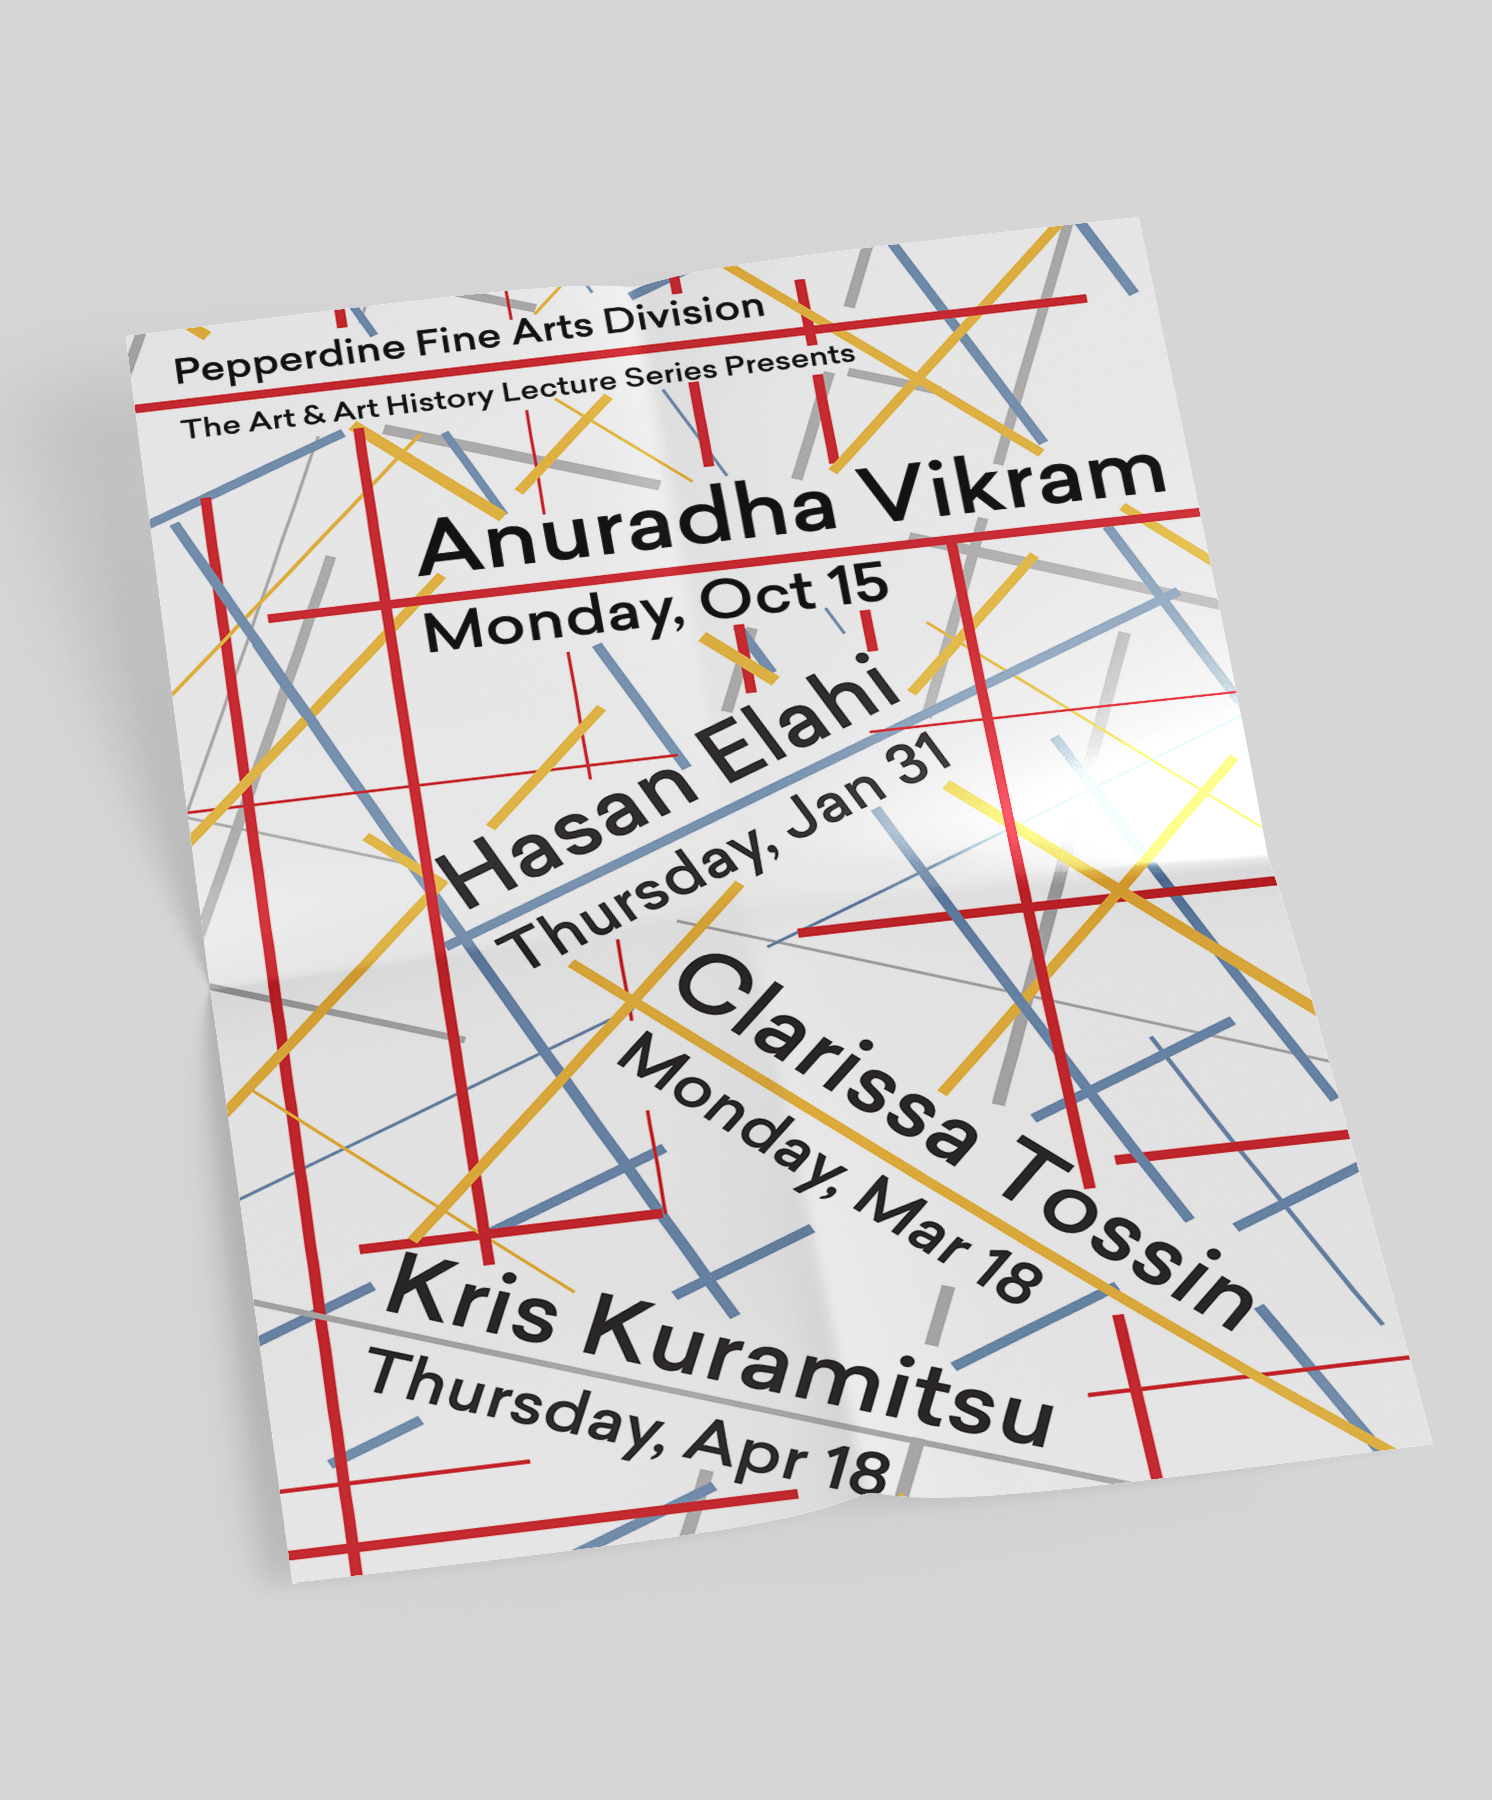 Pepperdine Fine Arts Division
The Art & Art History Lecture Series Presents
Anuradha Vikram
Monday, Oct 15
Hasan Elahi
Thursday, Jan 31
Clarissa Tossin
Monday, Mar 18
Kris Kuramitsu
Thursday, Apr 18